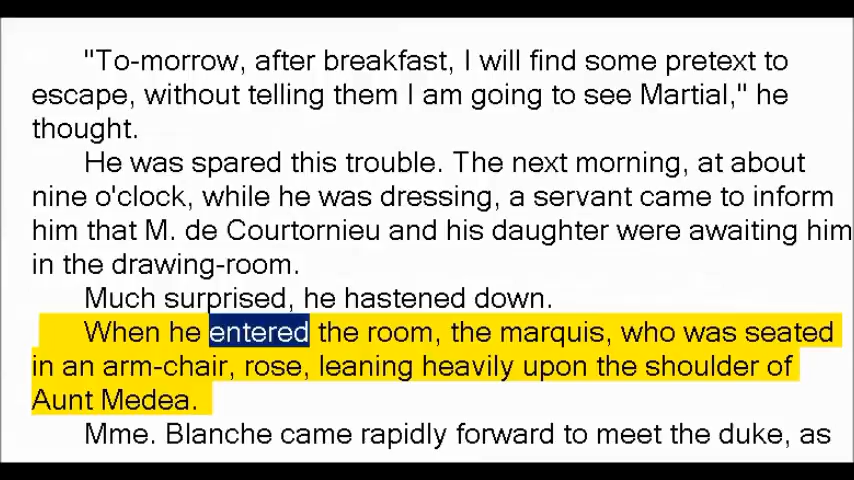 "To-morrow, after breakfast, I will find some pretext to
escape, without telling them I am going to see Martial," he
thought.
He was spared this trouble. The next morning, at about
nine o'clock, while he was dressing, a servant came to inform
him that M. de Courtornieu and his daughter were awaiting him
in the drawing-room.
Much surprised, he hastened down.
When he entered the room, the marquis, who was seated
in an arm-chair, rose, leaning heavily upon the shoulder of
Aunt Medea.
Mme. Blanche came rapidly forward to meet the duke, as